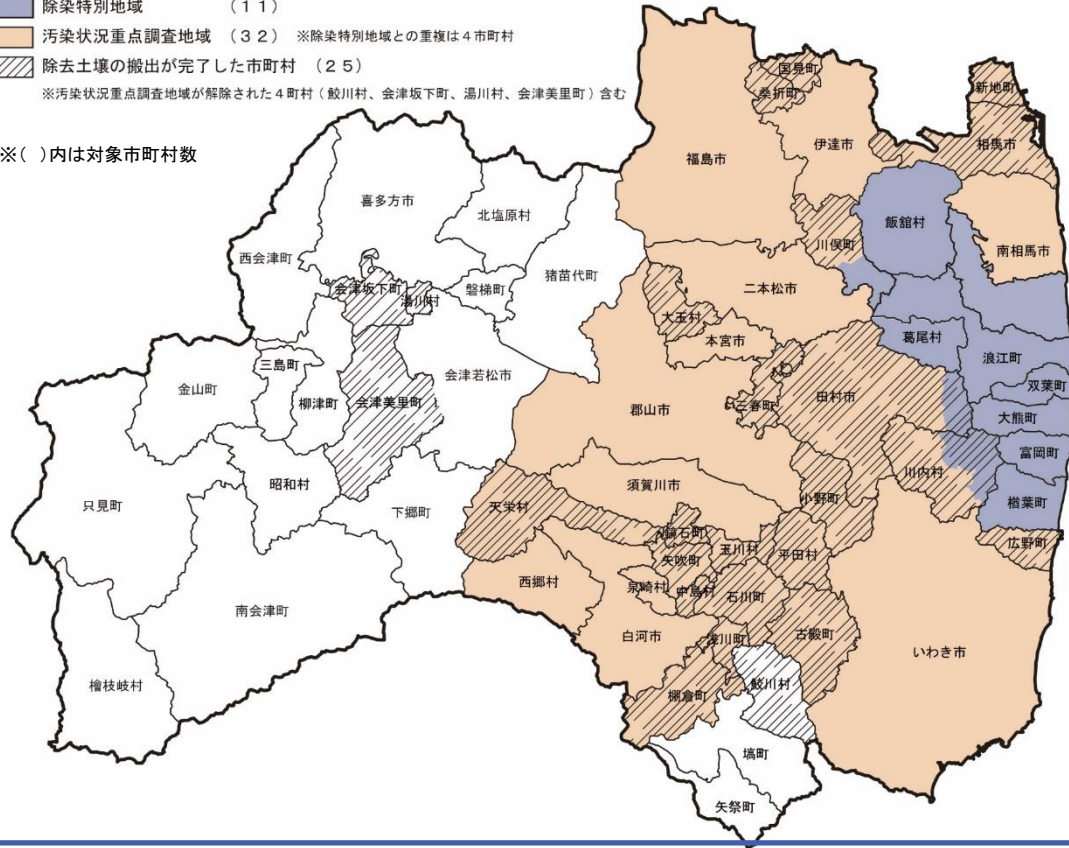 除染特別地域 （１１）
汚染状況重点調査地域 （３２） ※除染特別地域との重複は４市町村
除去土壌の搬出が完了した市町村 （２５）
※汚染状況重点調査地域が解除された４町村（鮫川村、会津坂下町、湯川村、会津美里町）含む
※( )内は対象市町村数
国見町
桑折町
新地町
伊達市
相馬市
福島市
喜多方市
北塩原村
飯舘村
川俣町
南相馬市
西会津町
猪苗代町
会津坂下町
湯川村
磐梯町
二本松市
大玉村
本宮市
葛尾村
浪江町
三島町
会津若松市
双葉町
金山町
柳津町
会津美里町
郡山市
三春町
田村市
大熊町
富岡町
川内村
昭和村
須賀川市
小野町
楢葉町
只見町
下郷町
天栄村
鏡石町
広野町
玉川村
平田村
矢吹町
西郷村
泉崎村
中島村
石川町
南会津町
白河市
浅川町
古殿町
いわき市
檜枝岐村
棚倉町
鮫川村
塙町
矢祭町